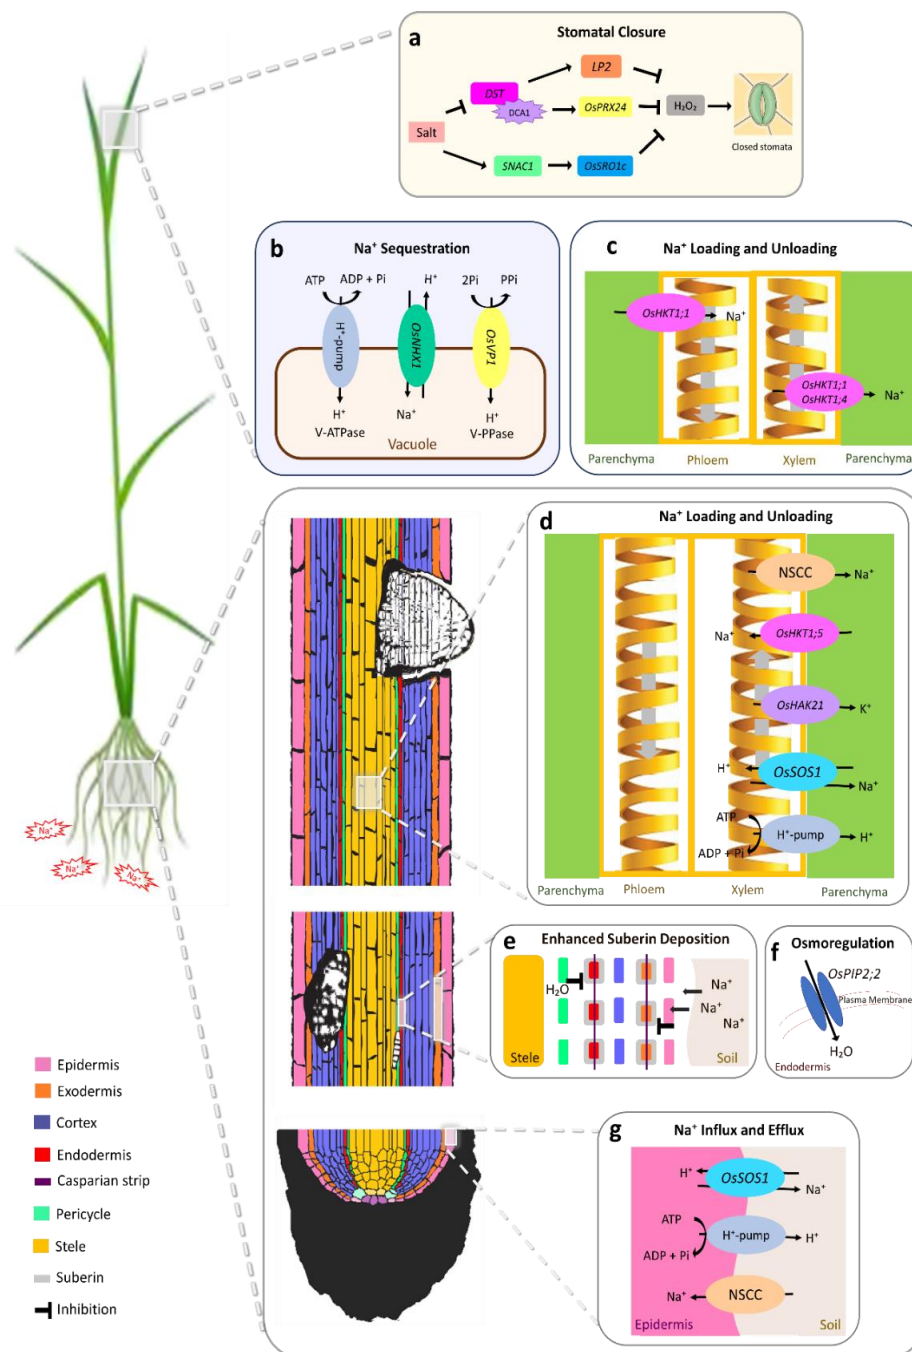 a
Stomatal Closure
LP2
DST
DCA1
OsPRX24
H₂O₂
Salt
SNAC1
OsSRO1c
Closed stomata
b
Na⁺ Sequestration
ATP
ADP + Pi
H⁺
2Pi
PPi
H⁺-pump
OsNHX1
OsVP1
H⁺
Na⁺
H⁺
V-ATPase
V-PPase
Vacuole
c
Na⁺ Loading and Unloading
OsHKT1;1
Na⁺
OsHKT1;1
OsHKT1;4
Na⁺
Parenchyma
Phloem
Xylem
Parenchyma
d
Na⁺ Loading and Unloading
NSCC
Na⁺
Na⁺
OsHKT1;5
OsHAK21
K⁺
H⁺
OsSOS1
Na⁺
ATP
H⁺-pump
H⁺
ADP + Pi
Parenchyma
Phloem
Xylem
Parenchyma
Na⁺
Na⁺
Na⁺
e
Enhanced Suberin Deposition
H₂O
Na⁺
Na⁺
Na⁺
Stele
Soil
f
Osmoregulation
OsPIP2;2
Plasma Membrane
H₂O
Endodermis
Epidermis
Exodermis
Cortex
Endodermis
Casparian strip
Pericycle
Stele
Suberin
Inhibition
g
Na⁺ Influx and Efflux
H⁺
OsSOS1
Na⁺
ATP
H⁺-pump
H⁺
ADP + Pi
Na⁺
NSCC
Epidermis
Soil